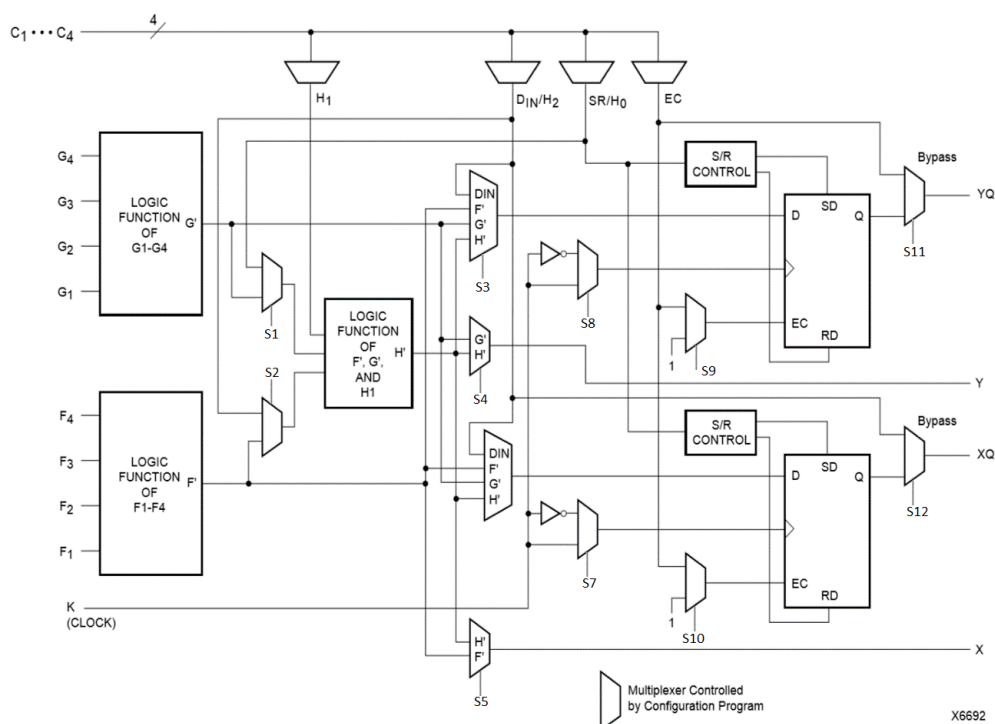 4
C1 ••• C4
H1
DIN/H2
SR/H0
EC
G4
G3
G2
G1
LOGIC
FUNCTION
OF
G1-G4
G'
S1
S2
F4
F3
F2
F1
LOGIC
FUNCTION
OF
F1-F4
F'
LOGIC
FUNCTION
OF
F', G',
AND
H1
H'
DIN
F'
G'
H'
S3
G'
H'
S4
DIN
F'
G'
H'
H'
F'
S5
S8
S7
S/R
CONTROL
1
S9
D
SD
Q
EC
RD
Bypass
S11
YQ
Y
S/R
CONTROL
1
S10
D
SD
Q
EC
RD
Bypass
S12
XQ
K
(CLOCK)
X
Multiplexer Controlled
by Configuration Program
X6692